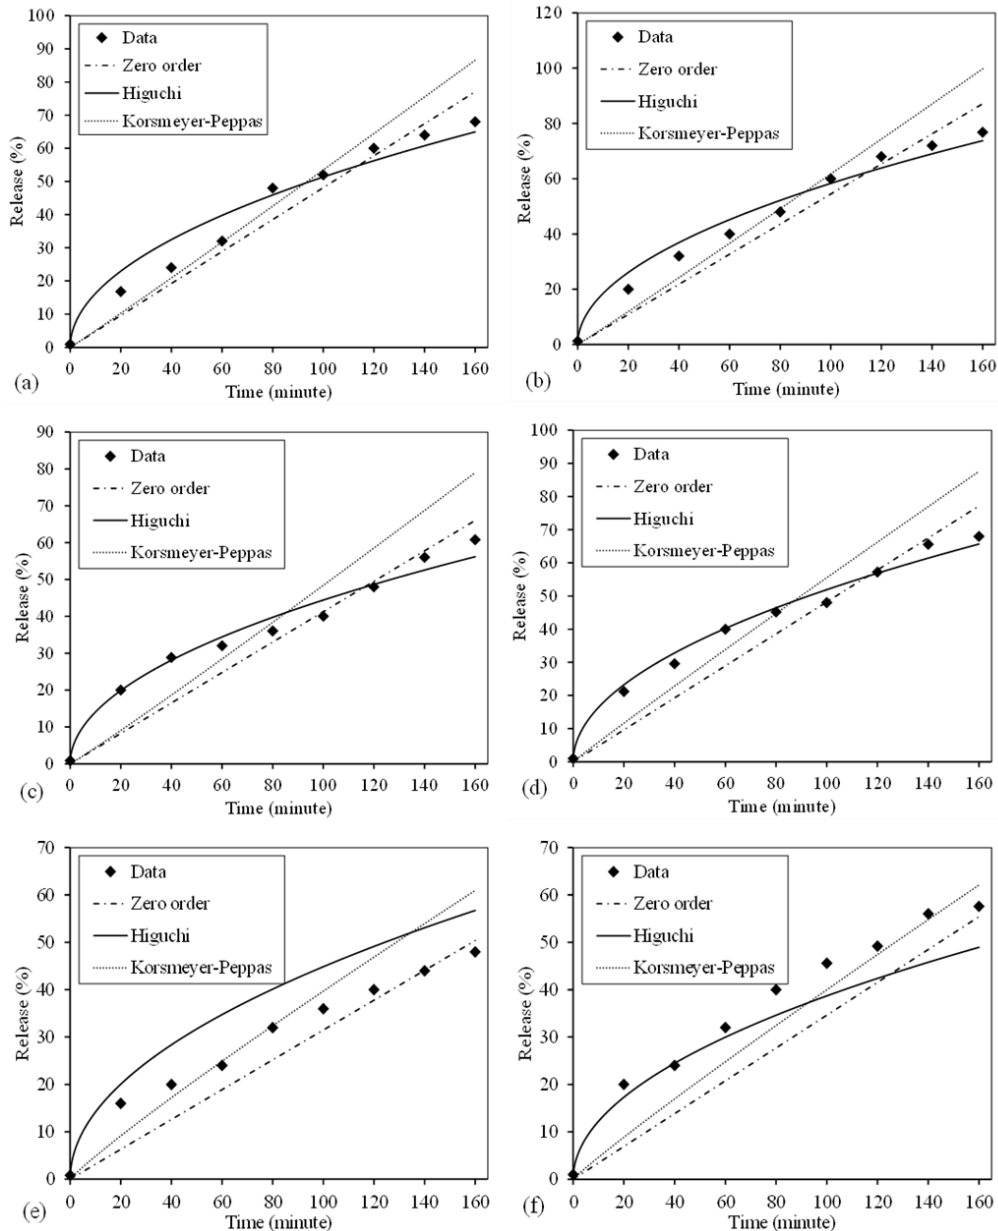 100
90
80
70
60
50
40
30
20
10
0
Release (%)
Data
Zero order
Higuchi
Korsmeyer-Peppas
0 20 40 60 80 100 120 140 160
Time (minute)
(a)
120
100
80
60
40
20
0
Release (%)
Data
Zero order
Higuchi
Korsmeyer-Peppas
0 20 40 60 80 100 120 140 160
Time (minute)
(b)
90
80
70
60
50
40
30
20
10
0
Release (%)
Data
Zero order
Higuchi
Korsmeyer-Peppas
0 20 40 60 80 100 120 140 160
Time (minute)
(c)
100
90
80
70
60
50
40
30
20
10
0
Release (%)
Data
Zero order
Higuchi
Korsmeyer-Peppas
0 20 40 60 80 100 120 140 160
Time (minute)
(d)
70
60
50
40
30
20
10
0
Release (%)
Data
Zero order
Higuchi
Korsmeyer-Peppas
0 20 40 60 80 100 120 140 160
Time (minute)
(e)
70
60
50
40
30
20
10
0
Release (%)
Data
Zero order
Higuchi
Korsmeyer-Peppas
0 20 40 60 80 100 120 140 160
Time (minute)
(f)